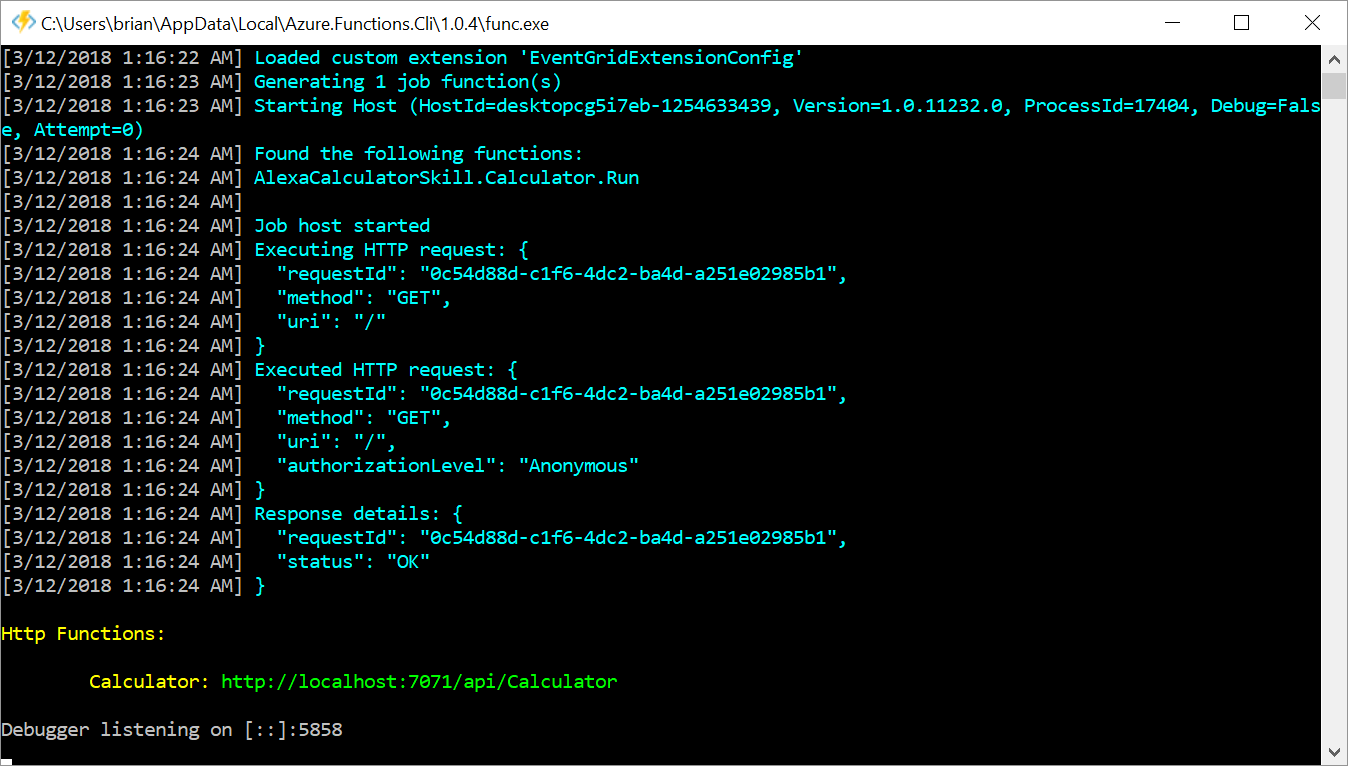 C:\Users\brian\AppData\Local\Azure.Functions.Cli\1.0.4\func.exe
[3/12/2018 1:16:22 AM] Loaded custom extension 'EventGridExtensionConfig'
[3/12/2018 1:16:23 AM] Generating 1 job function(s)
[3/12/2018 1:16:23 AM] Starting Host (HostId=desktopcg5i7eb-1254633439, Version=1.0.11232.0, ProcessId=17404, Debug=Fals
e, Attempt=0)
[3/12/2018 1:16:24 AM] Found the following functions:
[3/12/2018 1:16:24 AM] AlexaCalculatorSkill.Calculator.Run
[3/12/2018 1:16:24 AM]
[3/12/2018 1:16:24 AM] Job host started
[3/12/2018 1:16:24 AM] Executing HTTP request: {
[3/12/2018 1:16:24 AM]   "requestId": "0c54d88d-c1f6-4dc2-ba4d-a251e02985b1",
[3/12/2018 1:16:24 AM]   "method": "GET",
[3/12/2018 1:16:24 AM]   "uri": "/"
[3/12/2018 1:16:24 AM] }
[3/12/2018 1:16:24 AM] Executed HTTP request: {
[3/12/2018 1:16:24 AM]   "requestId": "0c54d88d-c1f6-4dc2-ba4d-a251e02985b1",
[3/12/2018 1:16:24 AM]   "method": "GET",
[3/12/2018 1:16:24 AM]   "uri": "/",
[3/12/2018 1:16:24 AM]   "authorizationLevel": "Anonymous"
[3/12/2018 1:16:24 AM] }
[3/12/2018 1:16:24 AM] Response details: {
[3/12/2018 1:16:24 AM]   "requestId": "0c54d88d-c1f6-4dc2-ba4d-a251e02985b1",
[3/12/2018 1:16:24 AM]   "status": "OK"
[3/12/2018 1:16:24 AM] }
Http Functions:
Calculator: http://localhost:7071/api/Calculator
Debugger listening on [::]:5858